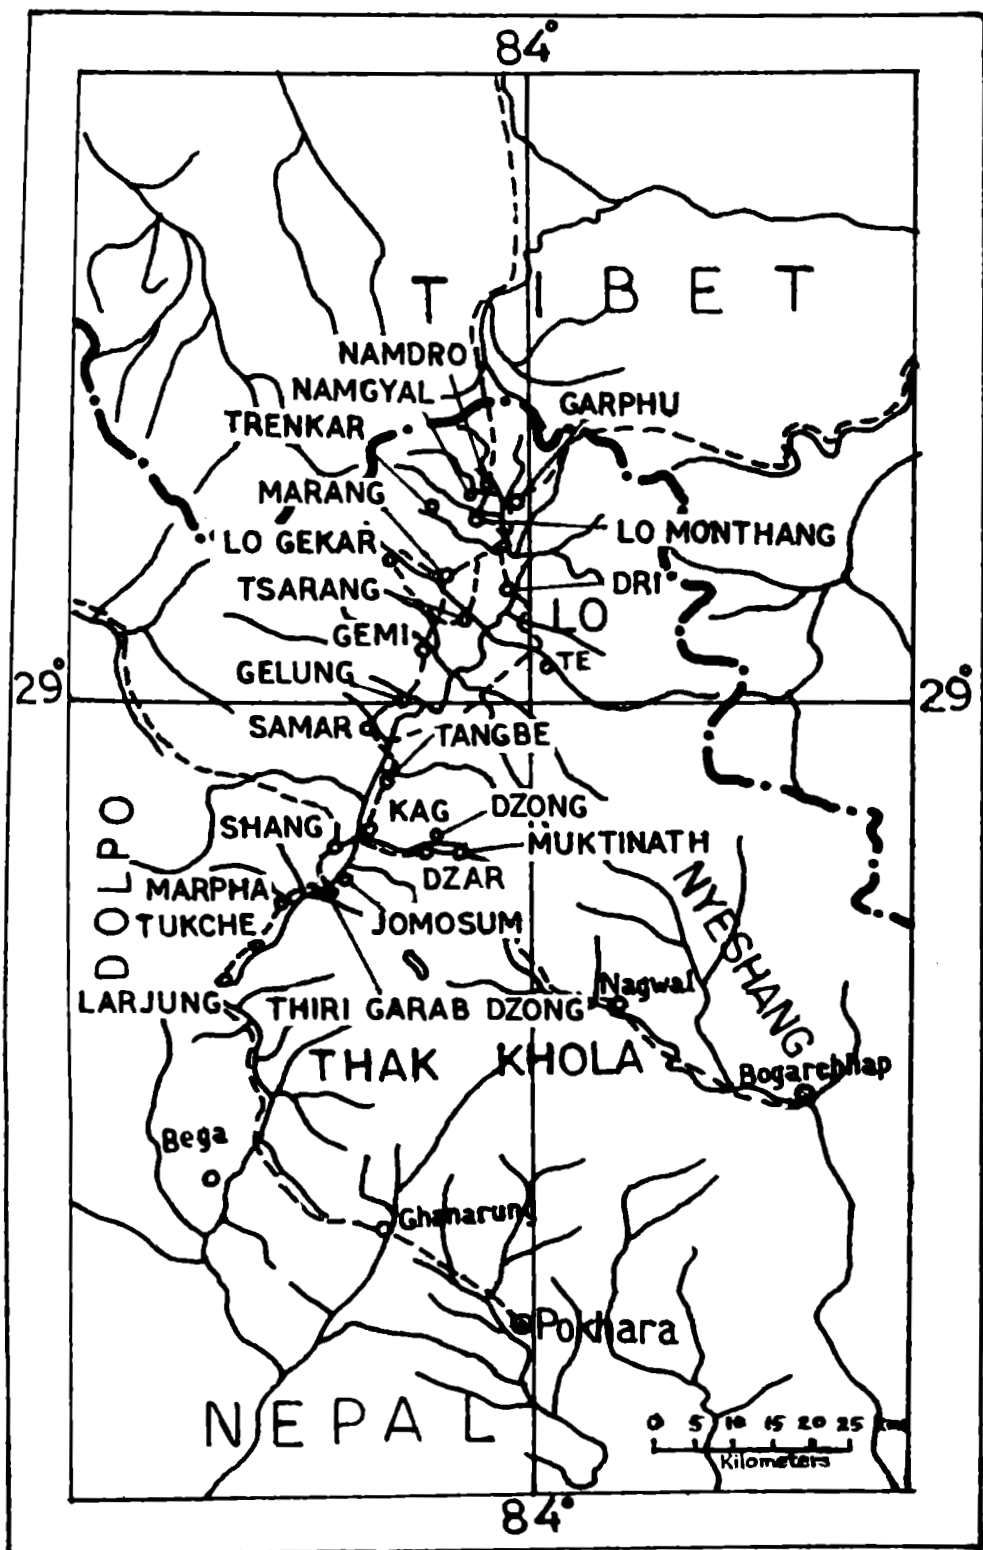 84°
TIBET
NAMDRO
NAMGYAL
GARPHU
TRENKAR
MARANG
LO MONTHANG
LO GEKAR
DRI
TSARANG
LO
GEMI
TE
GELUNG
29°
29°
SAMAR
TANGBE
KAG
DZONG
SHANG
MUKTINATH
DOLPO
DZAR
MARPHA
NYESHANG
TUKCHE
JOMOSUM
LARJUNG
THIRI GARAB DZONG
Nagwal
THAK KHOLA
Bogarchhap
Bega
Ghanarung
Pokhara
NEPAL
0 5 10 15 20 25 km
Kilometers
84°